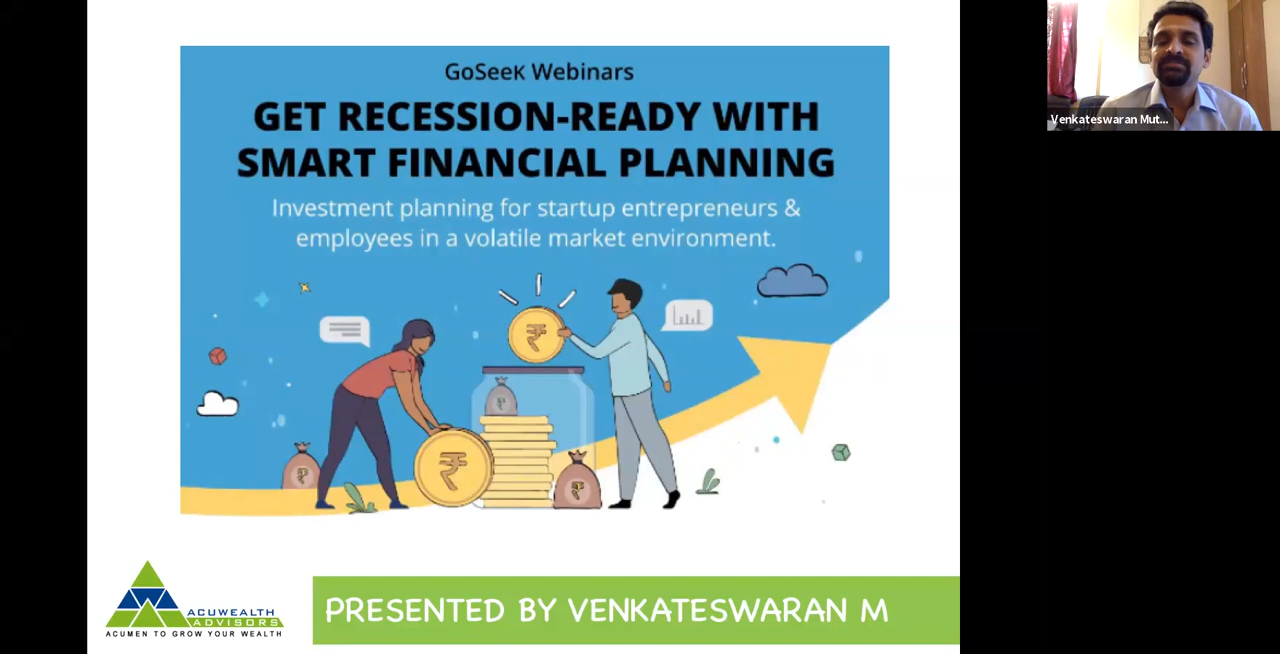 GoSeeK Webinars
GET RECESSION-READY WITH
SMART FINANCIAL PLANNING
Investment planning for startup entrepreneurs &
employees in a volatile market environment.
₹
₹
₹
₹
₹
ACUWEALTH
ADVISORS
ACUMEN TO GROW YOUR WEALTH
PRESENTED BY VENKATESWARAN M
Venkateswaran Mut...